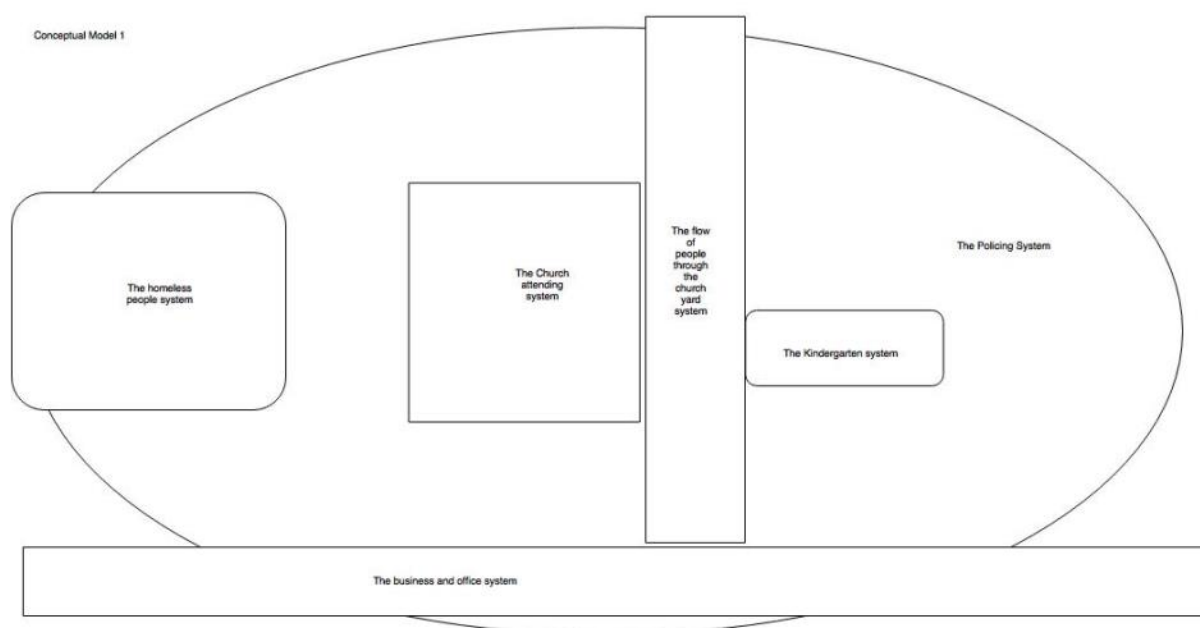 Conceptual Model 1
The flow
of
people
through
the
church
yard
system
The Policing System
The Church
attending
system
The homeless
people system
The Kindergarten system
The business and office system